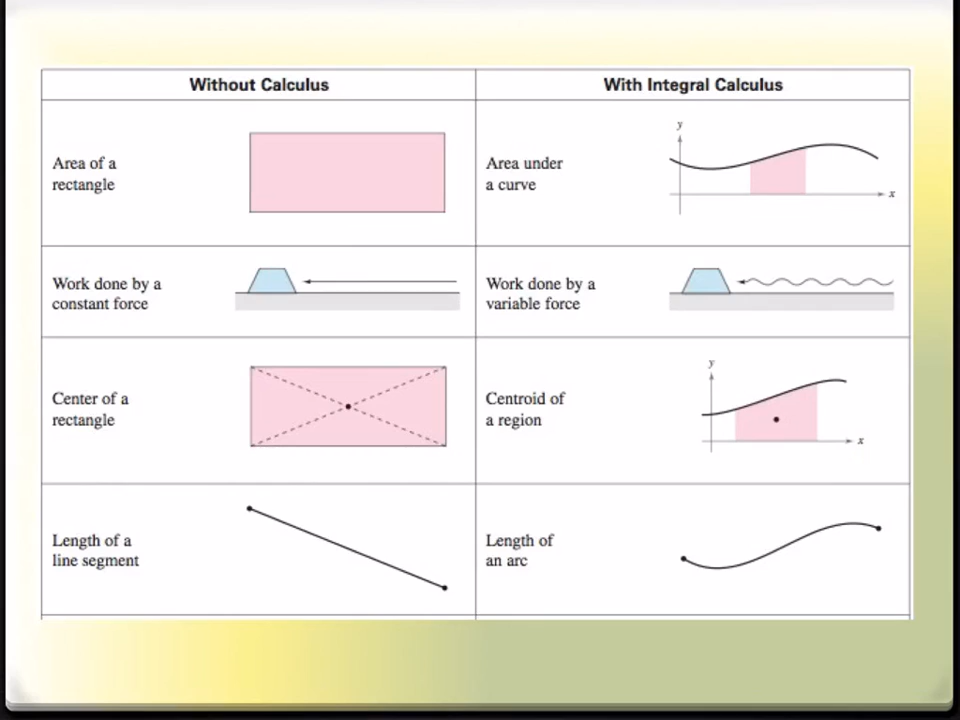 Without Calculus
With Integral Calculus
Area of a
rectangle
Area under
a curve
y
x
Work done by a
constant force
Work done by a
variable force
Center of a
rectangle
Centroid of
a region
y
x
Length of a
line segment
Length of
an arc